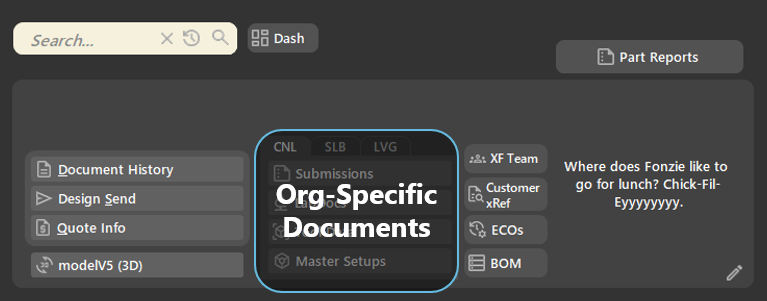 Search...
Dash
Part Reports
Document History
Design Send
Quote Info
modelV5 (3D)
CNL SLB LVG
Submissions
Org-Specific
Documents
Master Setups
XF Team
Customer
xRef
ECOs
BOM
Where does Fonzie like to
go for lunch? Chick-Fil-
Eyyyyyyyy.